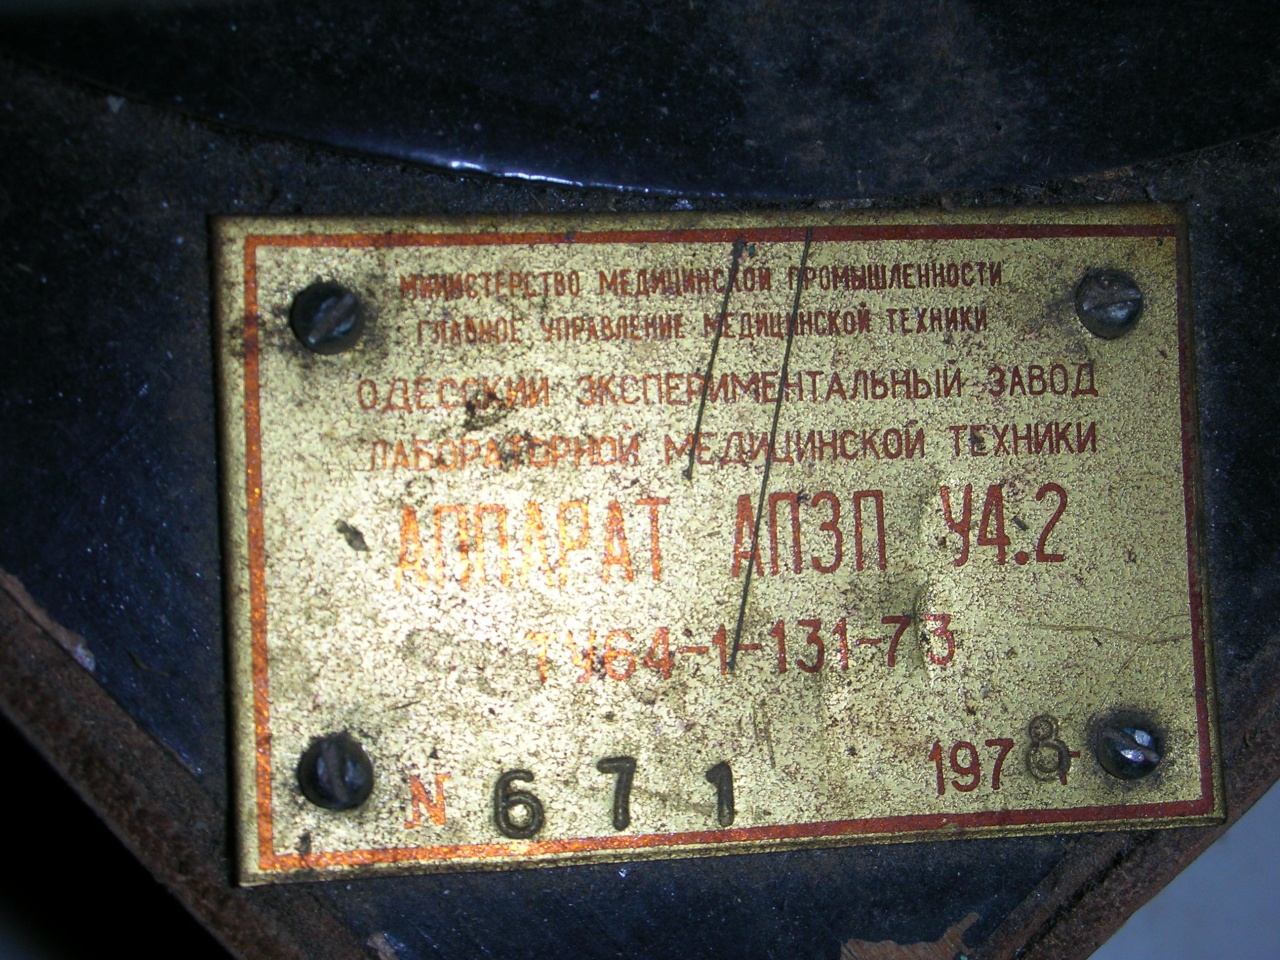 МИНИСТЕРСТВО МЕДИЦИНСКОЙ ПРОМЫШЛЕННОСТИ
ГЛАВНОЕ УПРАВЛЕНИЕ МЕДИЦИНСКОЙ ТЕХНИКИ
ОДЕССКИЙ ЭКСПЕРИМЕНТАЛЬНЫЙ ЗАВОД
ЛАБОРАТОРНОЙ МЕДИЦИНСКОЙ ТЕХНИКИ
АППАРАТ АПЗП У4.2
ТУ64-1-131-73
N 671 1978